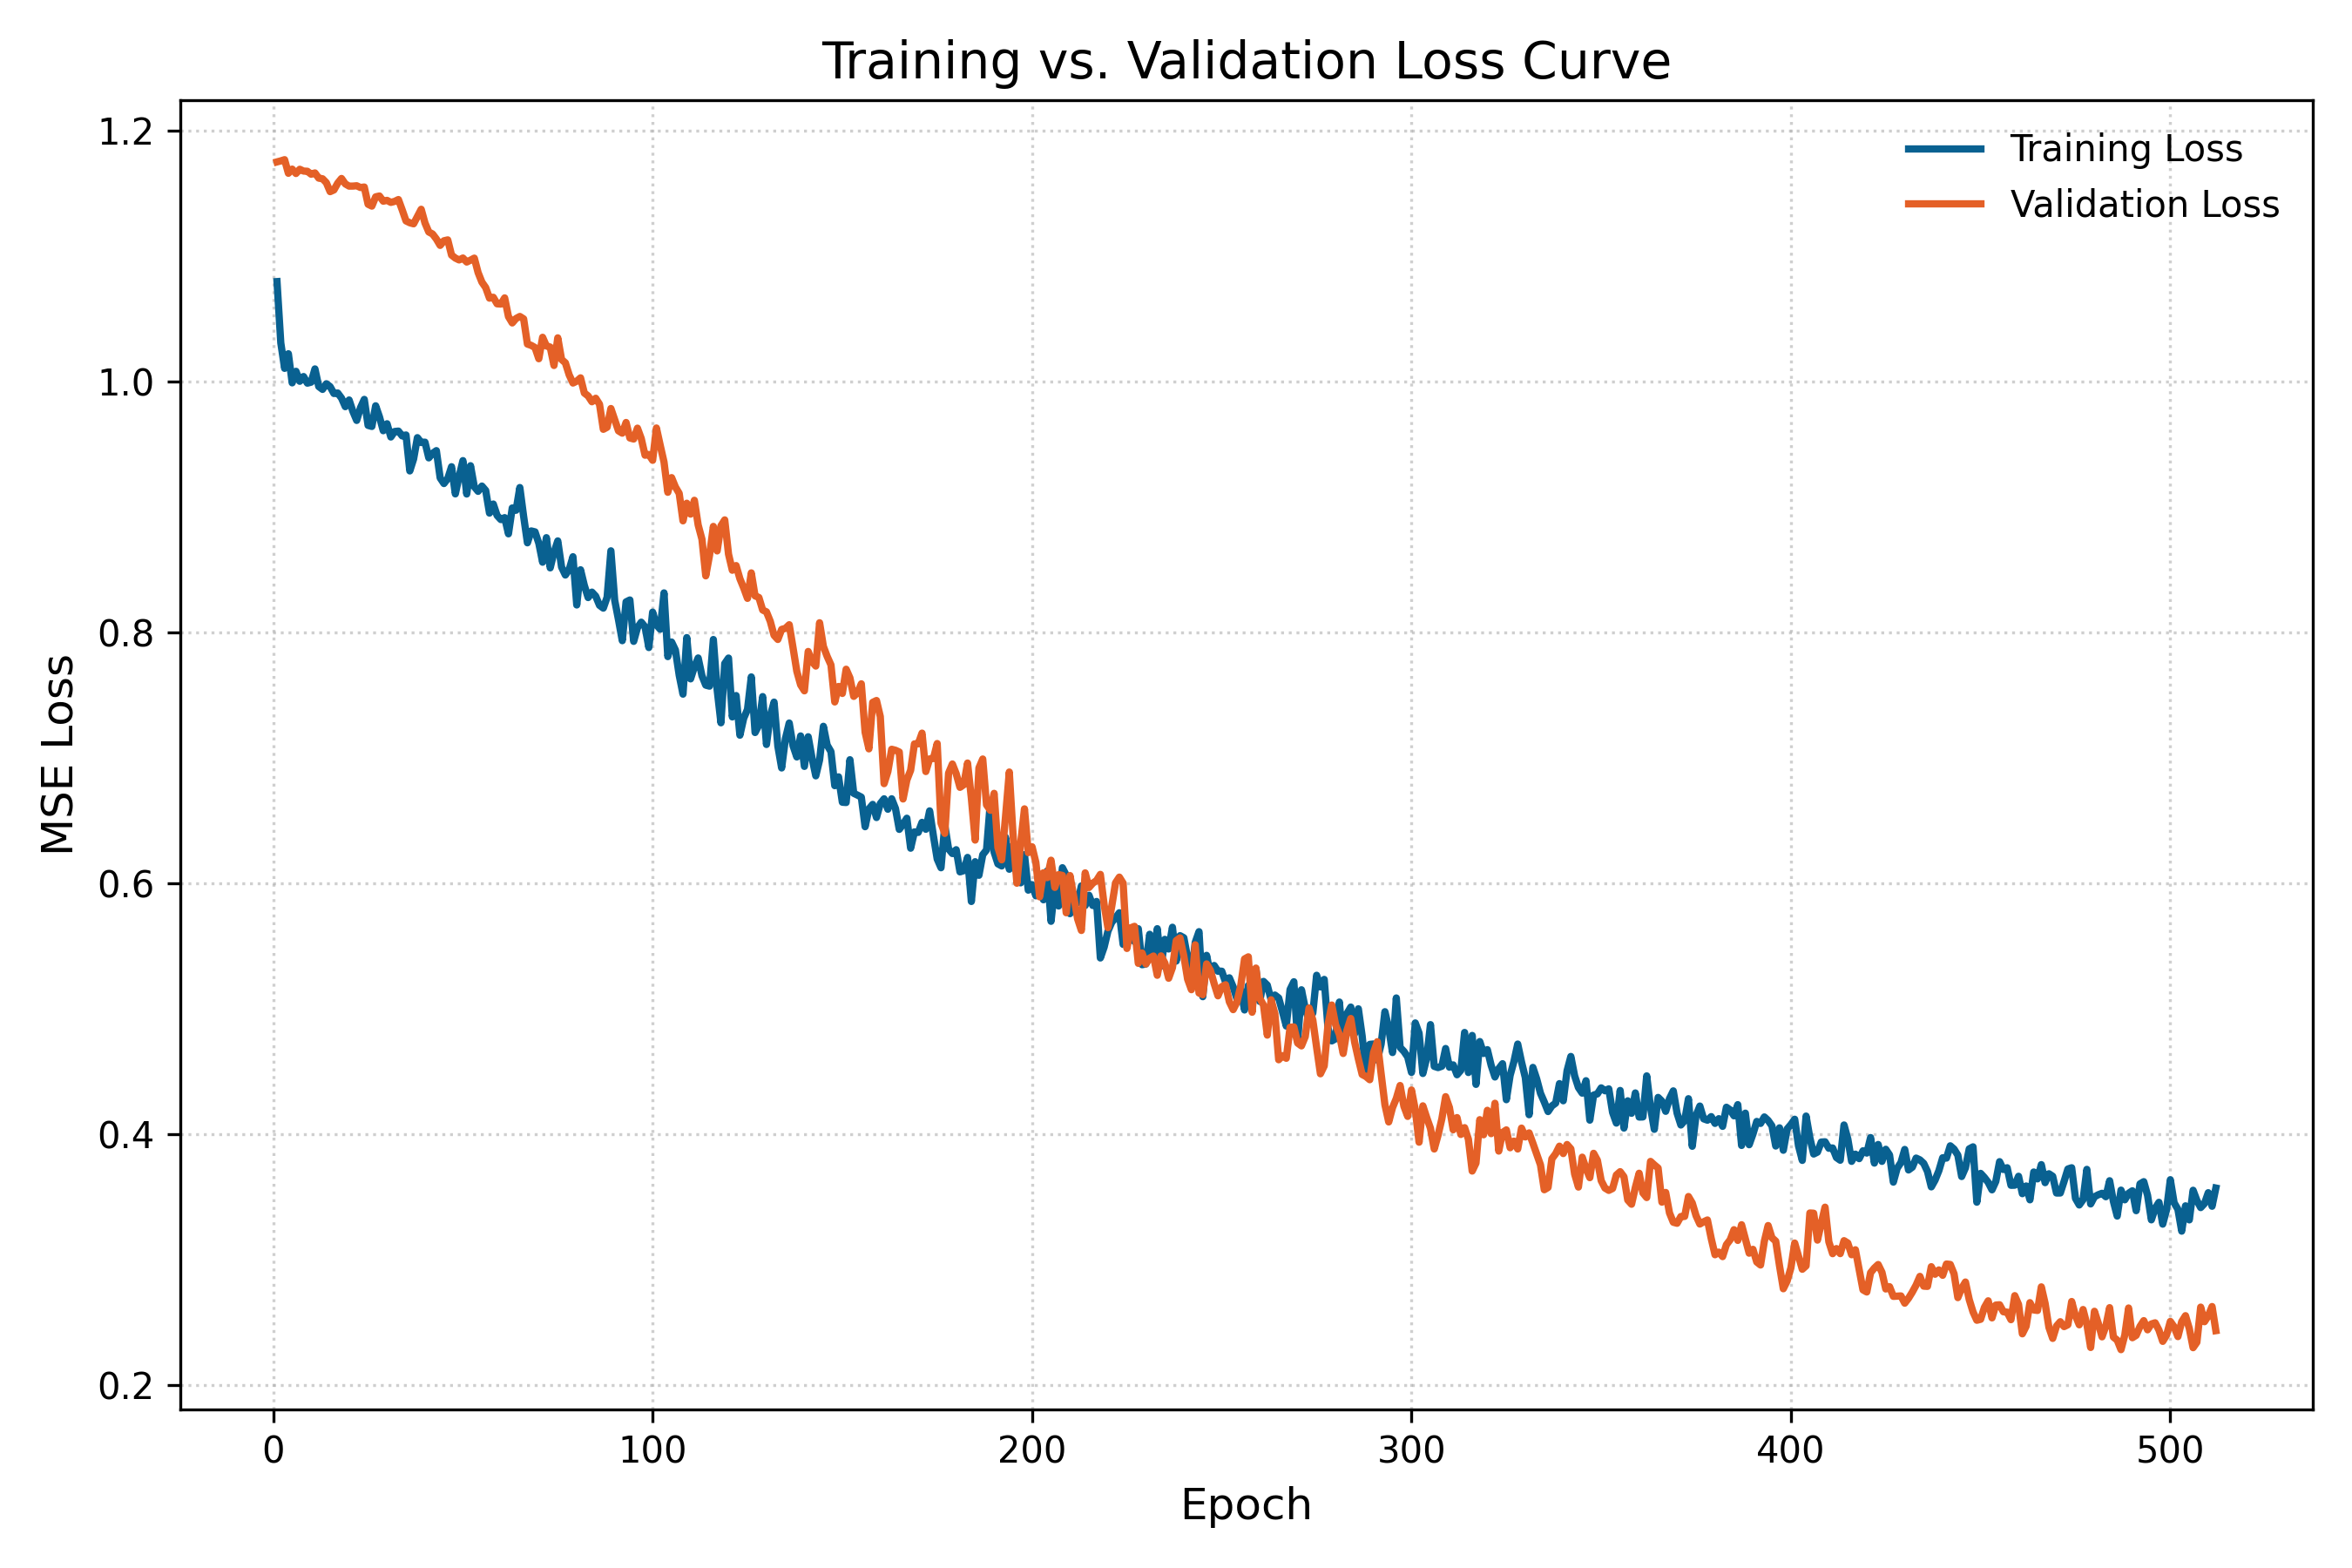 Training vs. Validation Loss Curve
Training Loss
Validation Loss
MSE Loss
1.2
1.0
0.8
0.6
0.4
0.2
0 100 200 300 400 500
Epoch